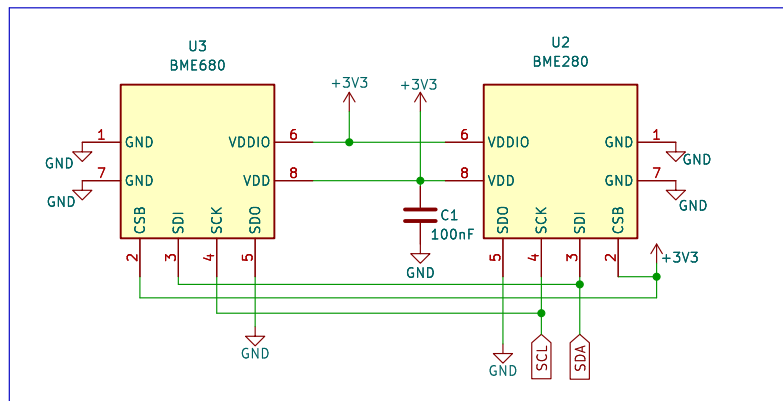 U3
BME680
U2
BME280
+3V3
+3V3
1
GND
GND
VDDIO
6
6
VDDIO
GND
1
GND
7
GND
GND
VDD
8
8
VDD
GND
7
GND
CSB
SDI
SCK
SDO
C1
100nF
GND
SDO
SCK
SDI
CSB
2
3
4
5
5
4
3
2
+3V3
GND
GND
SCL
SDA